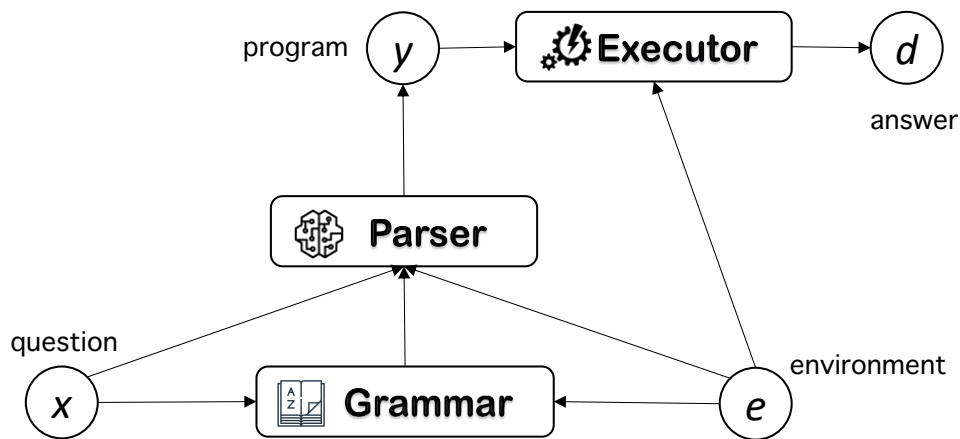 program y Executor d
answer
Parser
question
environment
x A Z Grammar e